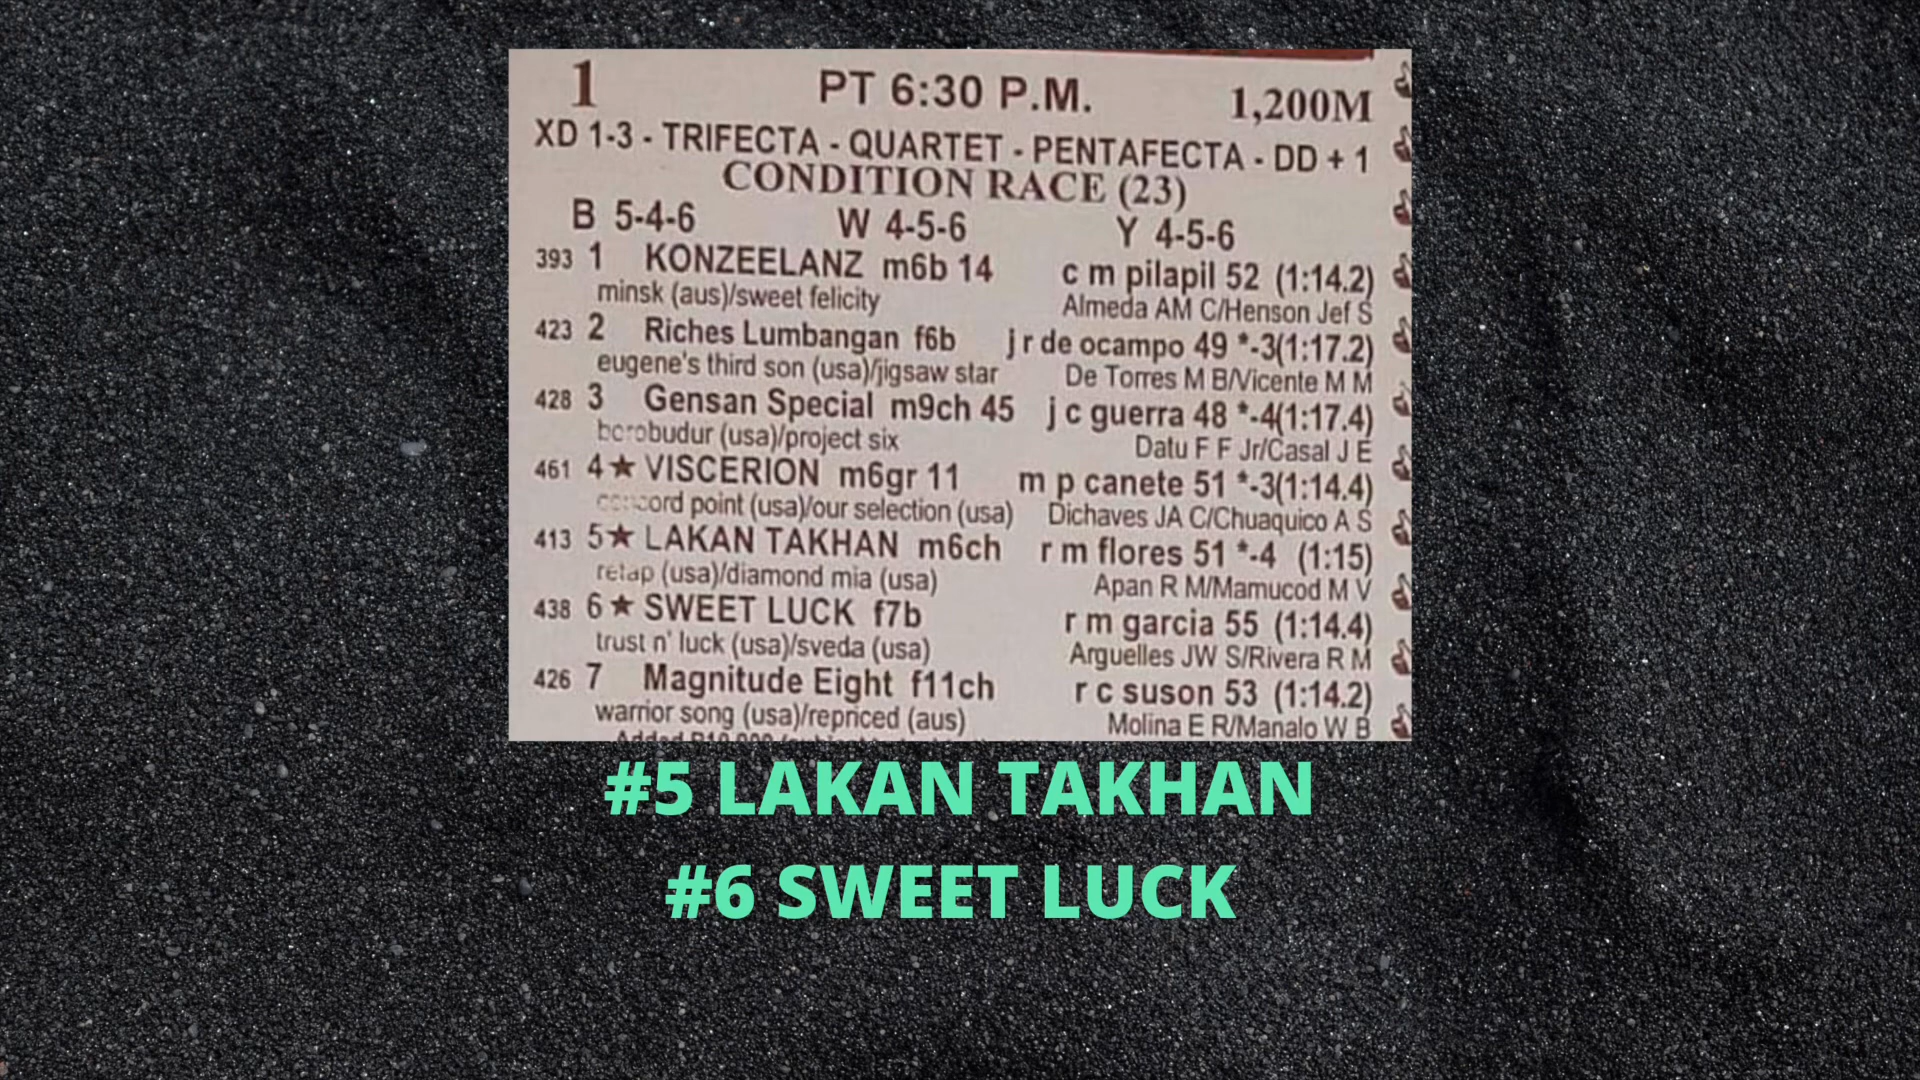 1 PT 6:30 P.M. 1,200M
XD 1-3 - TRIFECTA - QUARTET - PENTAFECTA - DD + 1
CONDITION RACE (23)
B 5-4-6 W 4-5-6 Y 4-5-6
393 1 KONZEELANZ m6b 14 c m pilapil 52 (1:14.2)
minsk (aus)/sweet felicity Almeda AM C/Henson Jef S
423 2 Riches Lumbangan f6b j r de ocampo 49 *-3(1:17.2)
eugene's third son (usa)/jigsaw star De Torres M B/Vicente M M
428 3 Gensan Special m9ch 45 j c guerra 48 *-4(1:17.4)
borobudur (usa)/project six Datu F F Jr/Casal J E
461 4★ VISCERION m6gr 11 m p canete 51 *-3(1:14.4)
concord point (usa)/our selection (usa) Dichaves JA C/Chuaquico A S
413 5★ LAKAN TAKHAN m6ch r m flores 51 *-4 (1:15)
retap (usa)/diamond mia (usa) Apan R M/Mamucod M V
438 6★ SWEET LUCK f7b r m garcia 55 (1:14.4)
trust n' luck (usa)/sveda (usa) Arguelles JW S/Rivera R M
426 7 Magnitude Eight f11ch r c suson 53 (1:14.2)
warrior song (usa)/repriced (aus) Molina E R/Manalo W B
#5 LAKAN TAKHAN
#6 SWEET LUCK